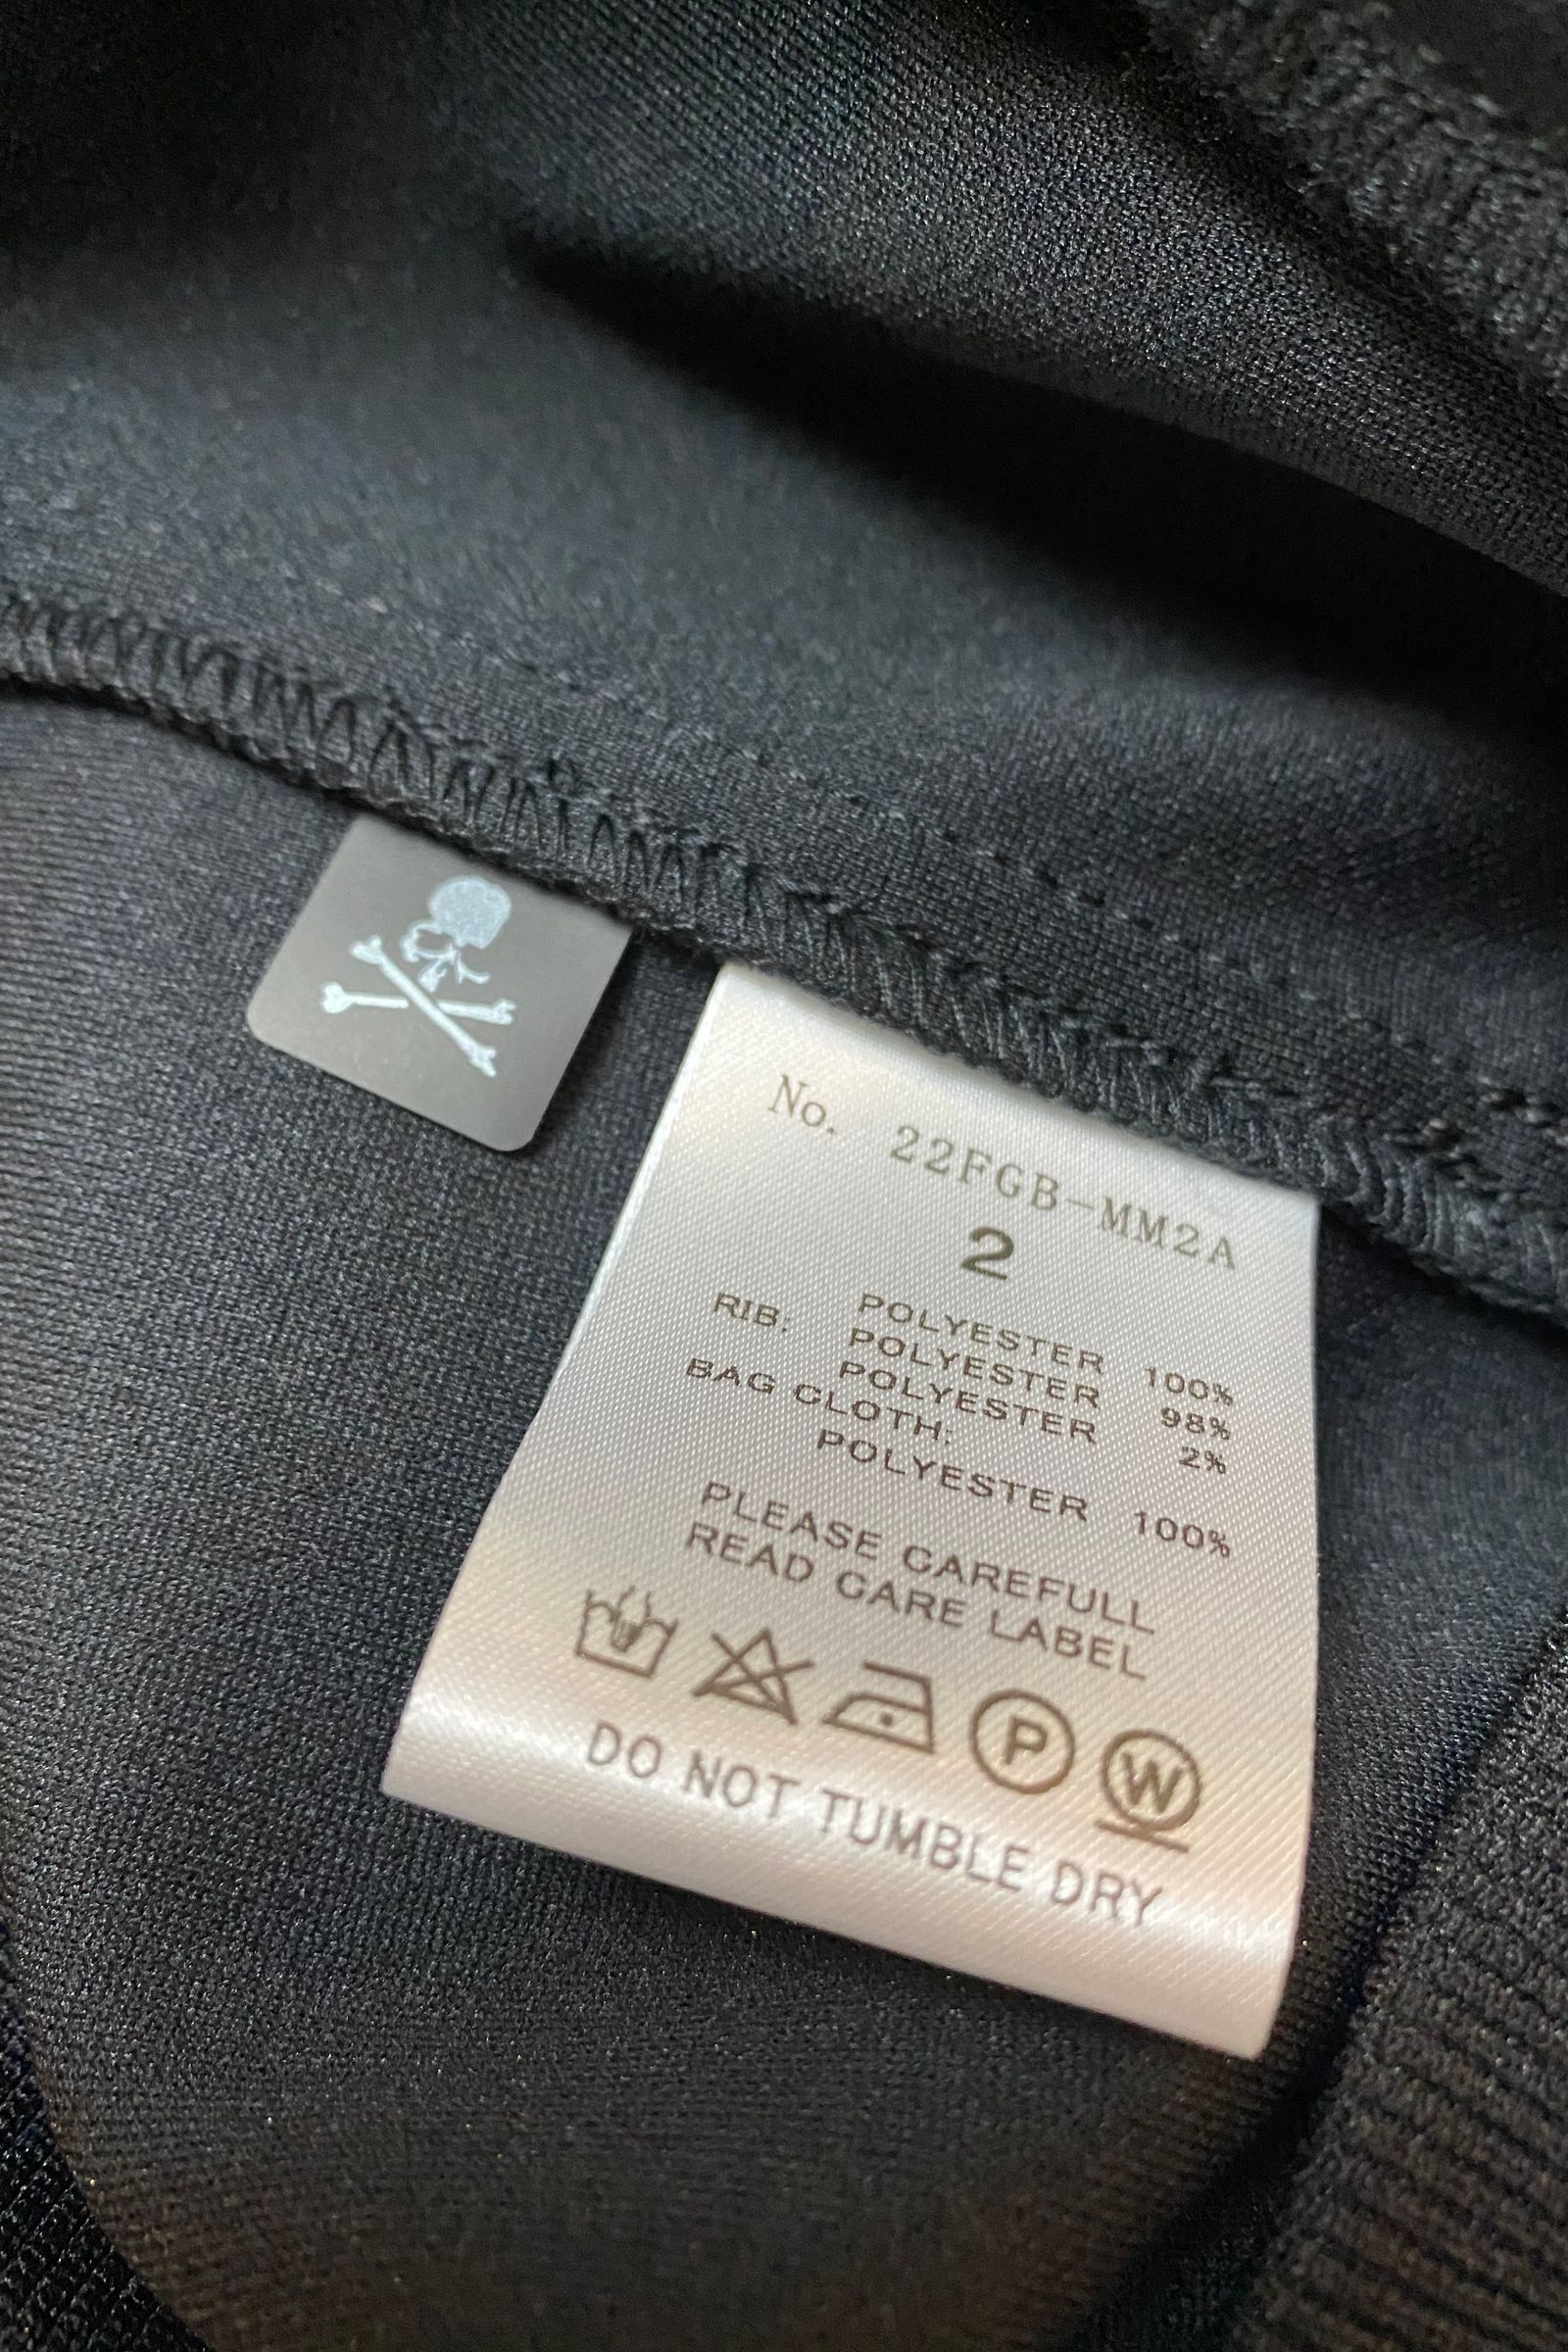 No. 22FGB-MM2A
2
POLYESTER 100%
RIB: POLYESTER 98%
POLYESTER 2%
BAG CLOTH:
POLYESTER 100%
PLEASE CAREFULL
READ CARE LABEL
P W
DO NOT TUMBLE DRY